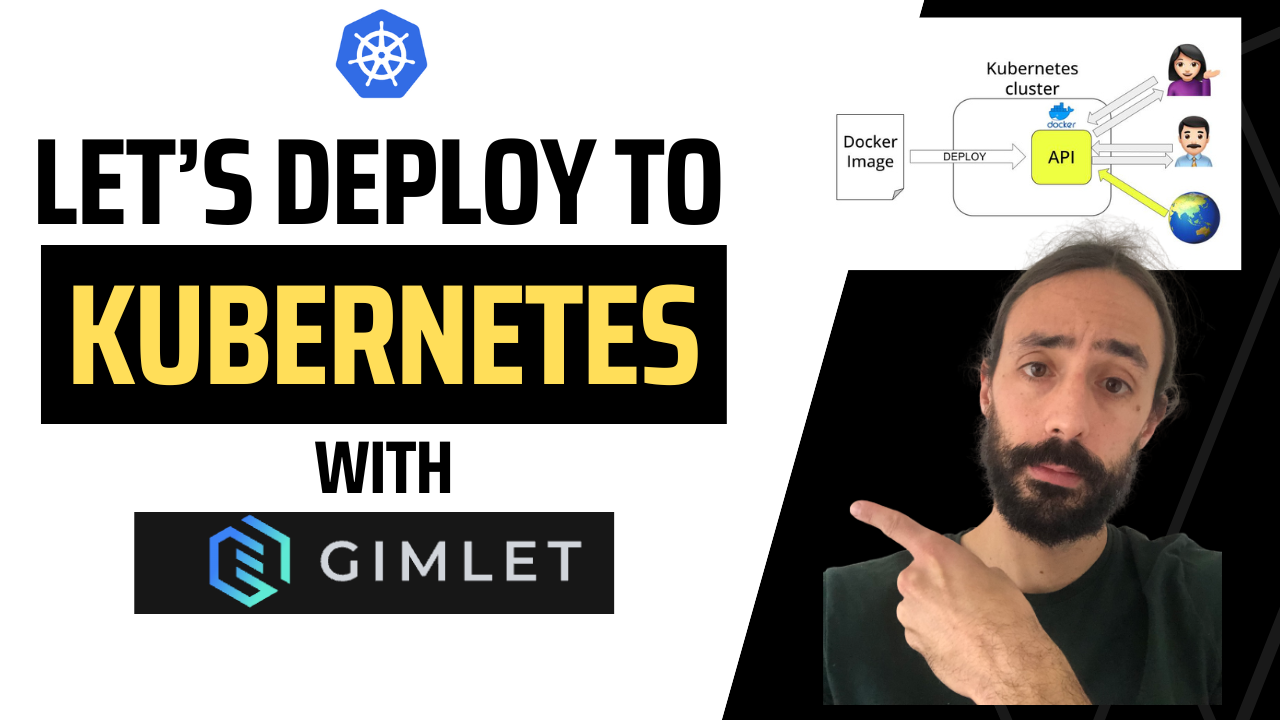 LET'S DEPLOY TO
KUBERNETES
WITH
GIMLET
Kubernetes
cluster
docker
Docker
Image
DEPLOY
API